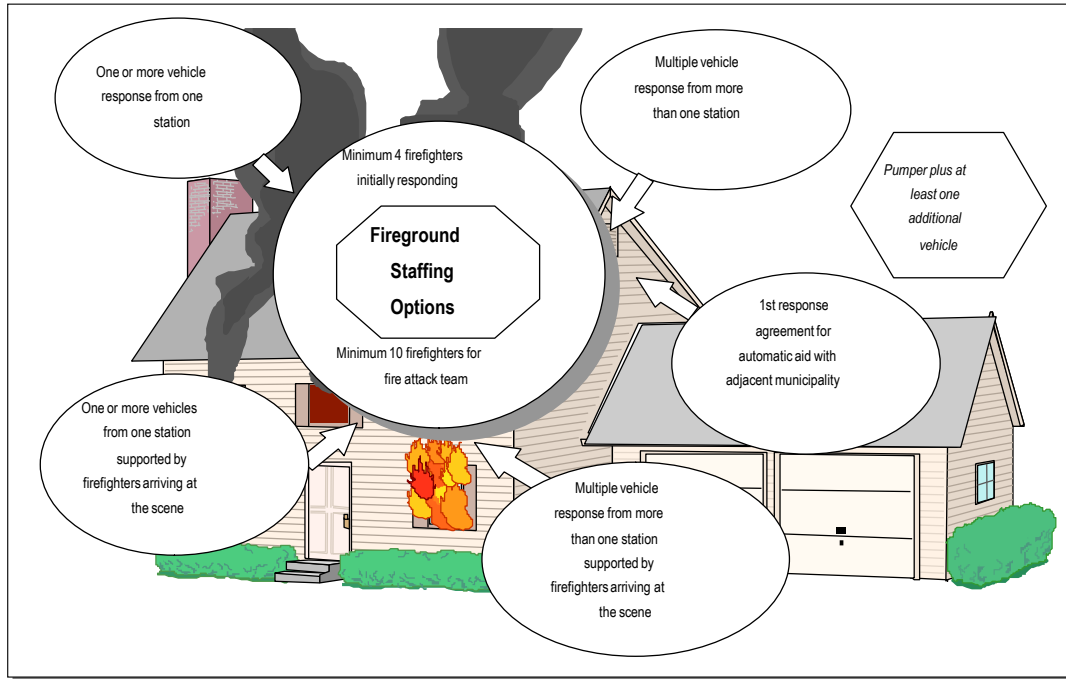 One or more vehicle
response from one
station
Multiple vehicle
response from more
than one station
Minimum 4 firefighters
initially responding
Fireground
Staffing
Options
Minimum 10 firefighters for
fire attack team
Pumper plus at
least one
additional
vehicle
1st response
agreement for
automatic aid with
adjacent municipality
One or more vehicles
from one station
supported by
firefighters arriving at
the scene
Multiple vehicle
response from more
than one station
supported by
firefighters arriving at
the scene